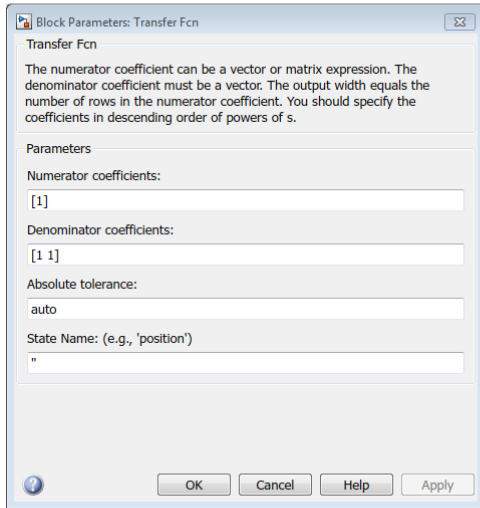 Block Parameters: Transfer Fcn
Transfer Fcn
The numerator coefficient can be a vector or matrix expression. The
denominator coefficient must be a vector. The output width equals the
number of rows in the numerator coefficient. You should specify the
coefficients in descending order of powers of s.
Parameters
Numerator coefficients:
[1]
Denominator coefficients:
[1 1]
Absolute tolerance:
auto
State Name: (e.g., 'position')
''
OK Cancel Help Apply